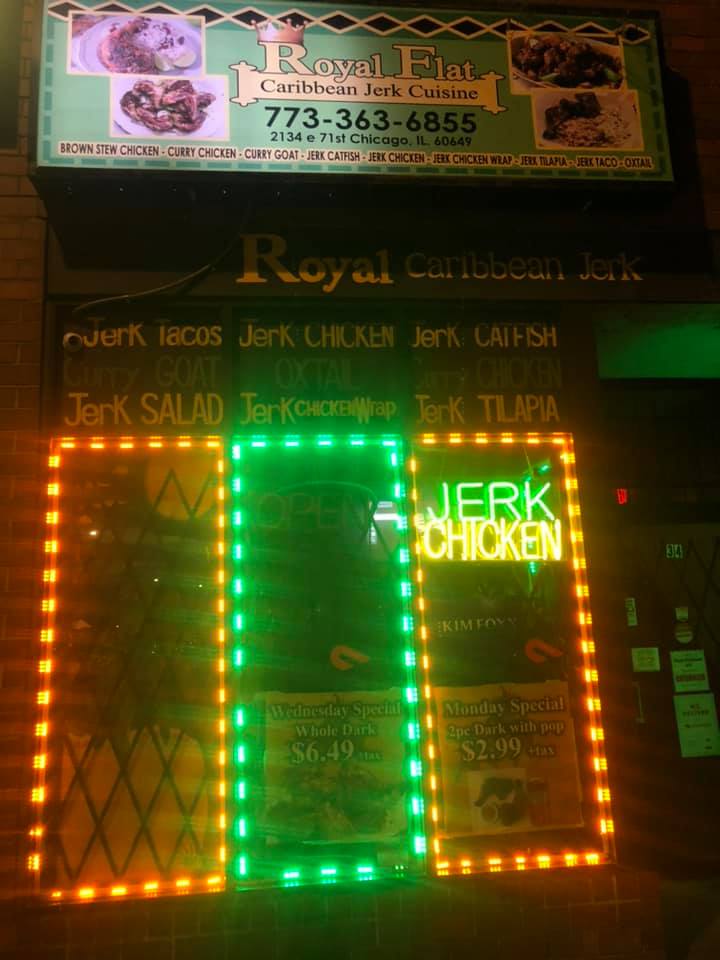 Royal Flat
Caribbean Jerk Cuisine
773-363-6855
2134 e 71st Chicago, IL. 60649
BROWN STEW CHICKEN - CURRY CHICKEN - CURRY GOAT - JERK CATFISH - JERK CHICKEN - JERK CHICKEN WRAP - JERK TILAPIA - JERK TACO - OXTAIL
Royal Caribbean Jerk
Jerk Tacos Jerk CHICKEN Jerk CATFISH
Curry GOAT OXTAIL Curry CHICKEN
Jerk SALAD Jerk CHICKEN Wrap Jerk TILAPIA
OPEN
JERK
CHICKEN
KIM FOXX
34
Wednesday Special
Whole Dark
$6.49 +tax
Monday Special
2pc Dark with pop
$2.99 +tax